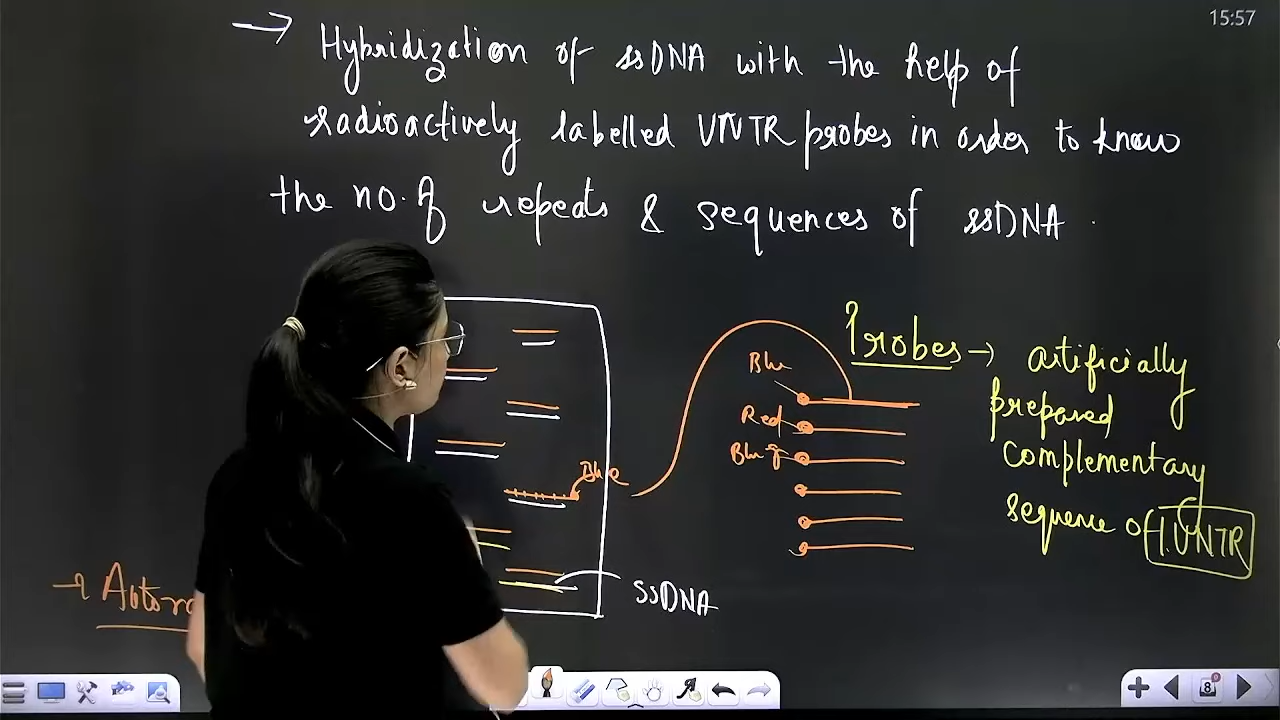 15:57
→ Hybridization of ssDNA with the help of
radioactively labelled VNTR probes in order to know
the no. of repeats & sequences of ssDNA.
Probes → artificially
prepared
complementary
sequence of VNTR
Blue
Red
Blue
ssDNA
8